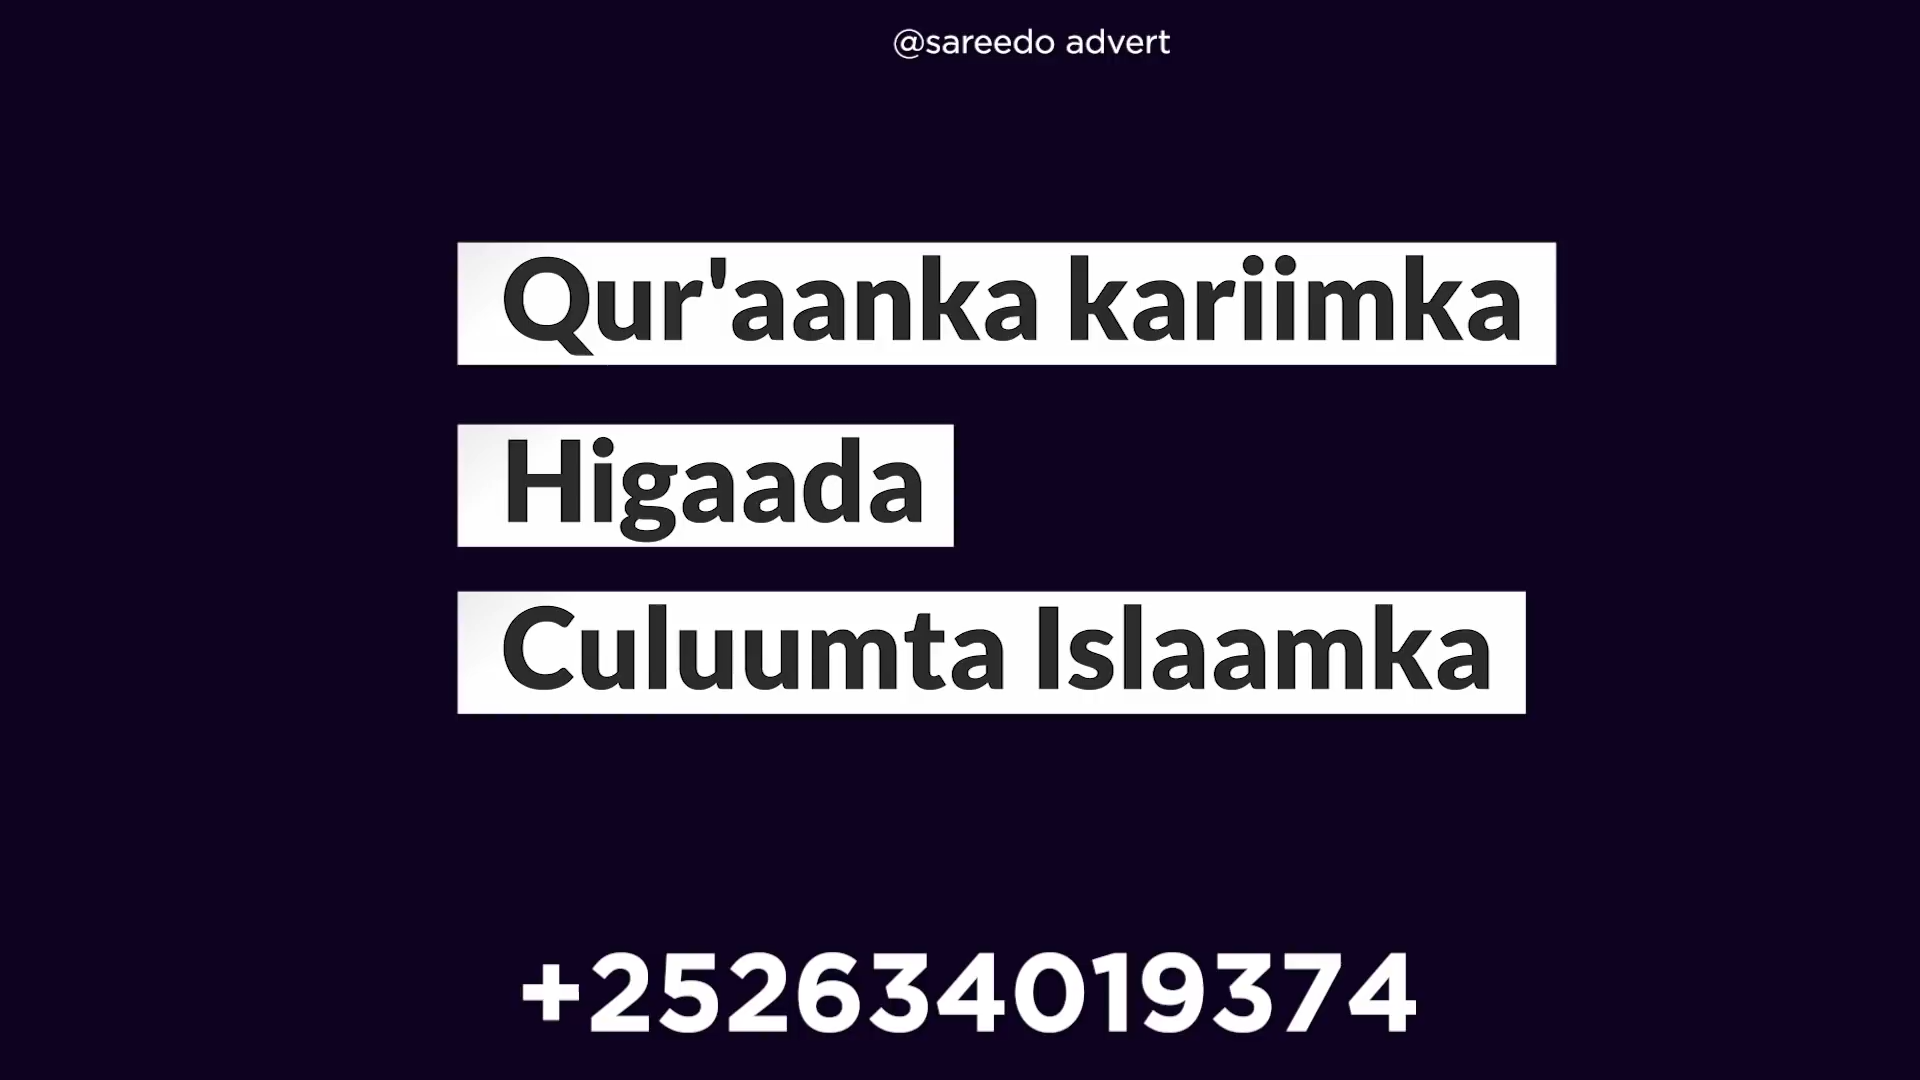 @sareedo advert
Qur'aanka kariimka
Higaada
Culuumta Islaamka
+252634019374